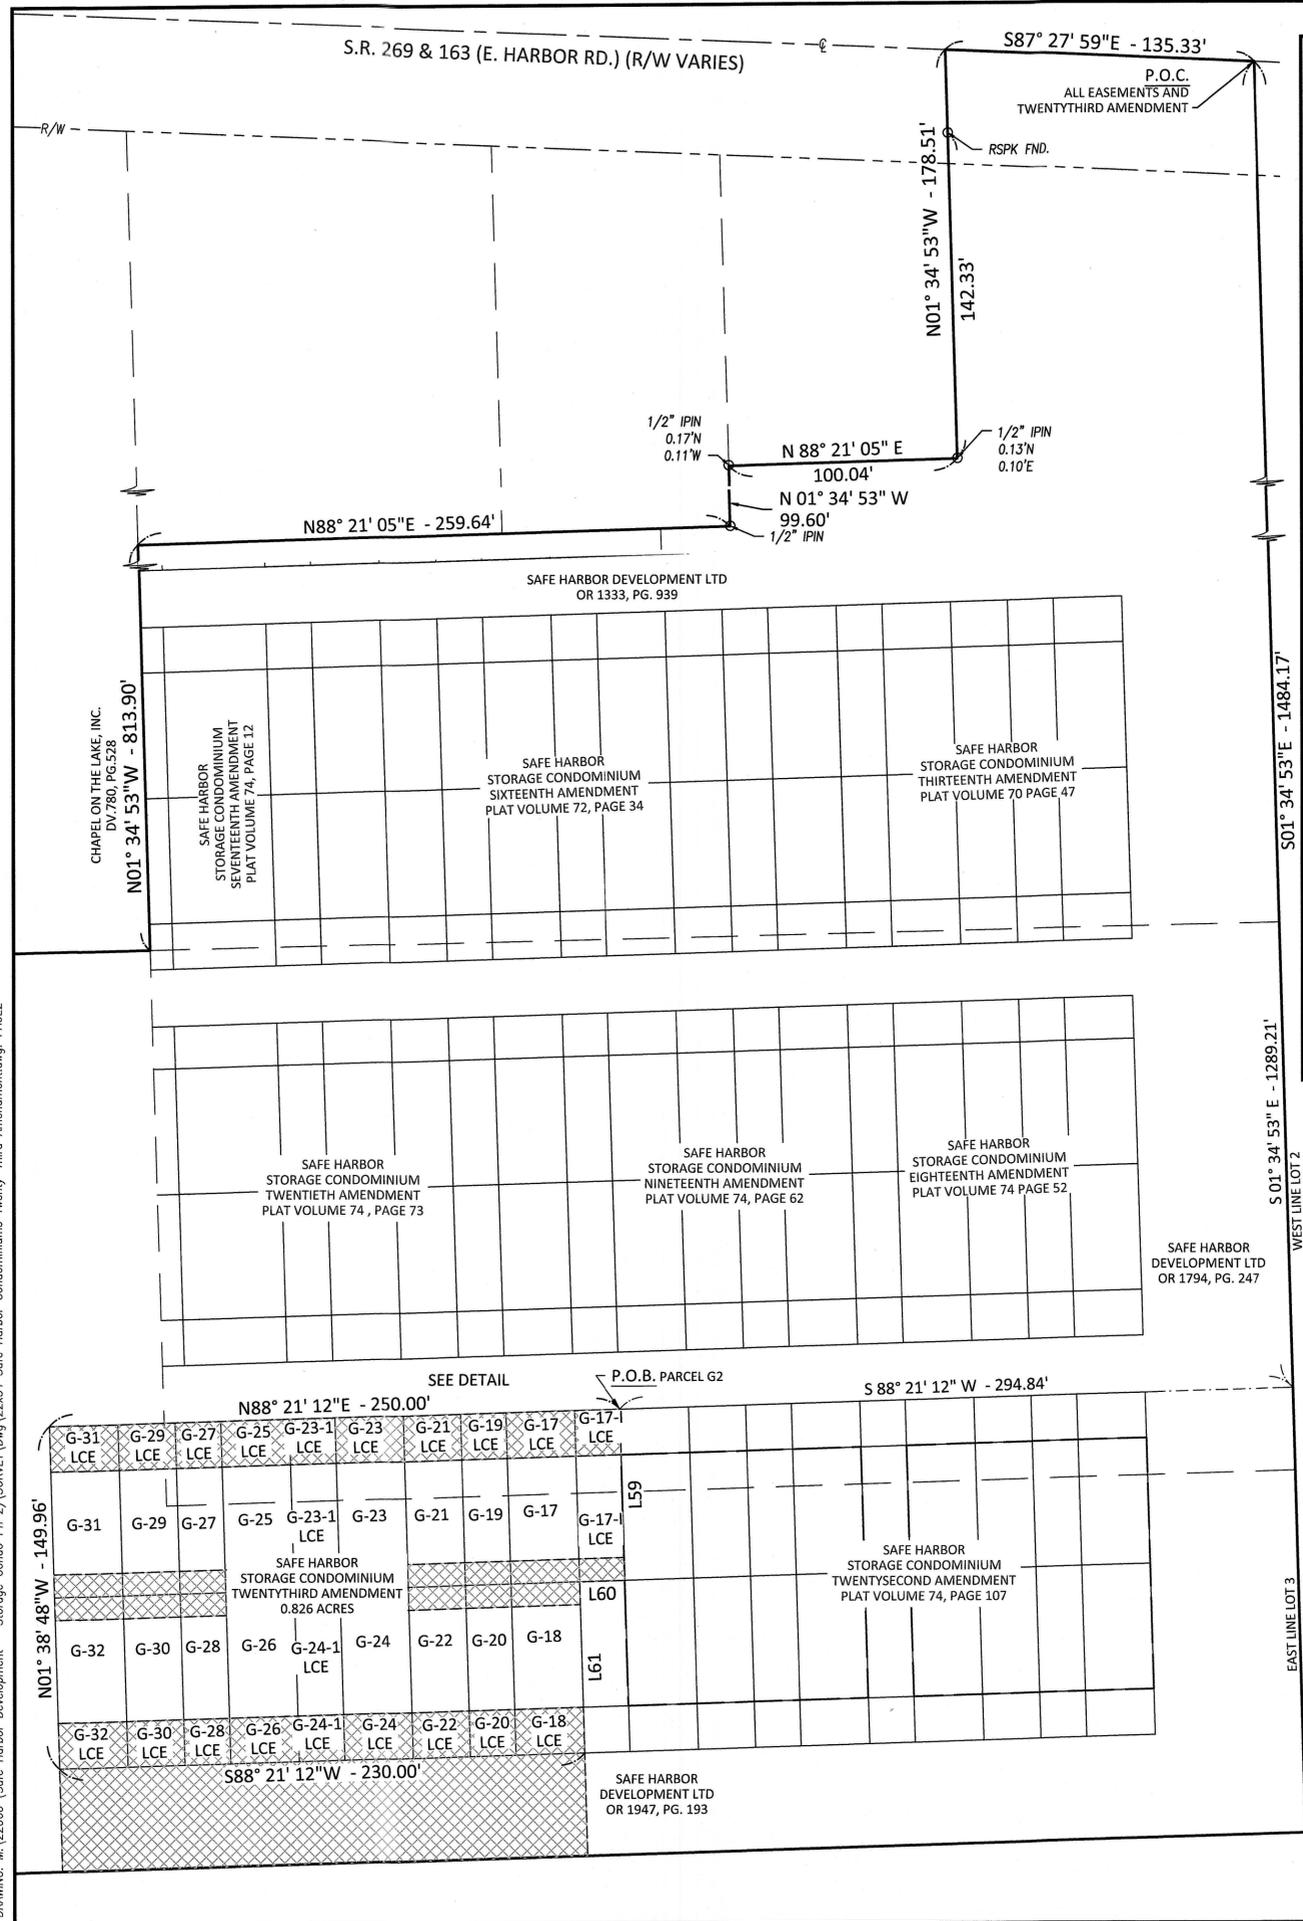 S.R. 269 & 163 (E. HARBOR RD.) (R/W VARIES)
℄
S87° 27' 59"E - 135.33'
P.O.C.
ALL EASEMENTS AND
TWENTYTHIRD AMENDMENT
R/W
RSPK FND.
N01° 34' 53"W - 178.51'
142.33'
1/2" IPIN
0.17'N
0.11'W
N 88° 21' 05" E
100.04'
1/2" IPIN
0.13'N
0.10'E
N 01° 34' 53" W
99.60'
1/2" IPIN
N88° 21' 05"E - 259.64'
SAFE HARBOR DEVELOPMENT LTD
OR 1333, PG. 939
CHAPEL ON THE LAKE, INC.
DV.780, PG.528
N01° 34' 53"W - 813.90'
SAFE HARBOR
STORAGE CONDOMINIUM
SEVENTEENTH AMENDMENT
PLAT VOLUME 74, PAGE 12
SAFE HARBOR
STORAGE CONDOMINIUM
SIXTEENTH AMENDMENT
PLAT VOLUME 72, PAGE 34
SAFE HARBOR
STORAGE CONDOMINIUM
THIRTEENTH AMENDMENT
PLAT VOLUME 70 PAGE 47
S01° 34' 53"E - 1484.17'
SAFE HARBOR
STORAGE CONDOMINIUM
TWENTIETH AMENDMENT
PLAT VOLUME 74 , PAGE 73
SAFE HARBOR
STORAGE CONDOMINIUM
NINETEENTH AMENDMENT
PLAT VOLUME 74, PAGE 62
SAFE HARBOR
STORAGE CONDOMINIUM
EIGHTEENTH AMENDMENT
PLAT VOLUME 74 PAGE 52
S 01° 34' 53" E - 1289.21'
WEST LINE LOT 2
SAFE HARBOR
DEVELOPMENT LTD
OR 1794, PG. 247
SEE DETAIL
P.O.B. PARCEL G2
N88° 21' 12"E - 250.00'
S 88° 21' 12" W - 294.84'
G-31 LCE
G-29 LCE
G-27 LCE
G-25 LCE
G-23-1 LCE
G-23 LCE
G-21 LCE
G-19 LCE
G-17 LCE
G-17-I LCE
N01° 38' 48"W - 149.96'
G-31
G-29
G-27
G-25
G-23-1 LCE
G-23
G-21
G-19
G-17
G-17-I LCE
L59
SAFE HARBOR
STORAGE CONDOMINIUM
TWENTYTHIRD AMENDMENT
0.826 ACRES
L60
SAFE HARBOR
STORAGE CONDOMINIUM
TWENTYSECOND AMENDMENT
PLAT VOLUME 74, PAGE 107
G-32
G-30
G-28
G-26
G-24-1 LCE
G-24
G-22
G-20
G-18
L61
EAST LINE LOT 3
G-32 LCE
G-30 LCE
G-28 LCE
G-26 LCE
G-24-1 LCE
G-24 LCE
G-22 LCE
G-20 LCE
G-18 LCE
S88° 21' 12"W - 230.00'
SAFE HARBOR
DEVELOPMENT LTD
OR 1947, PG. 193